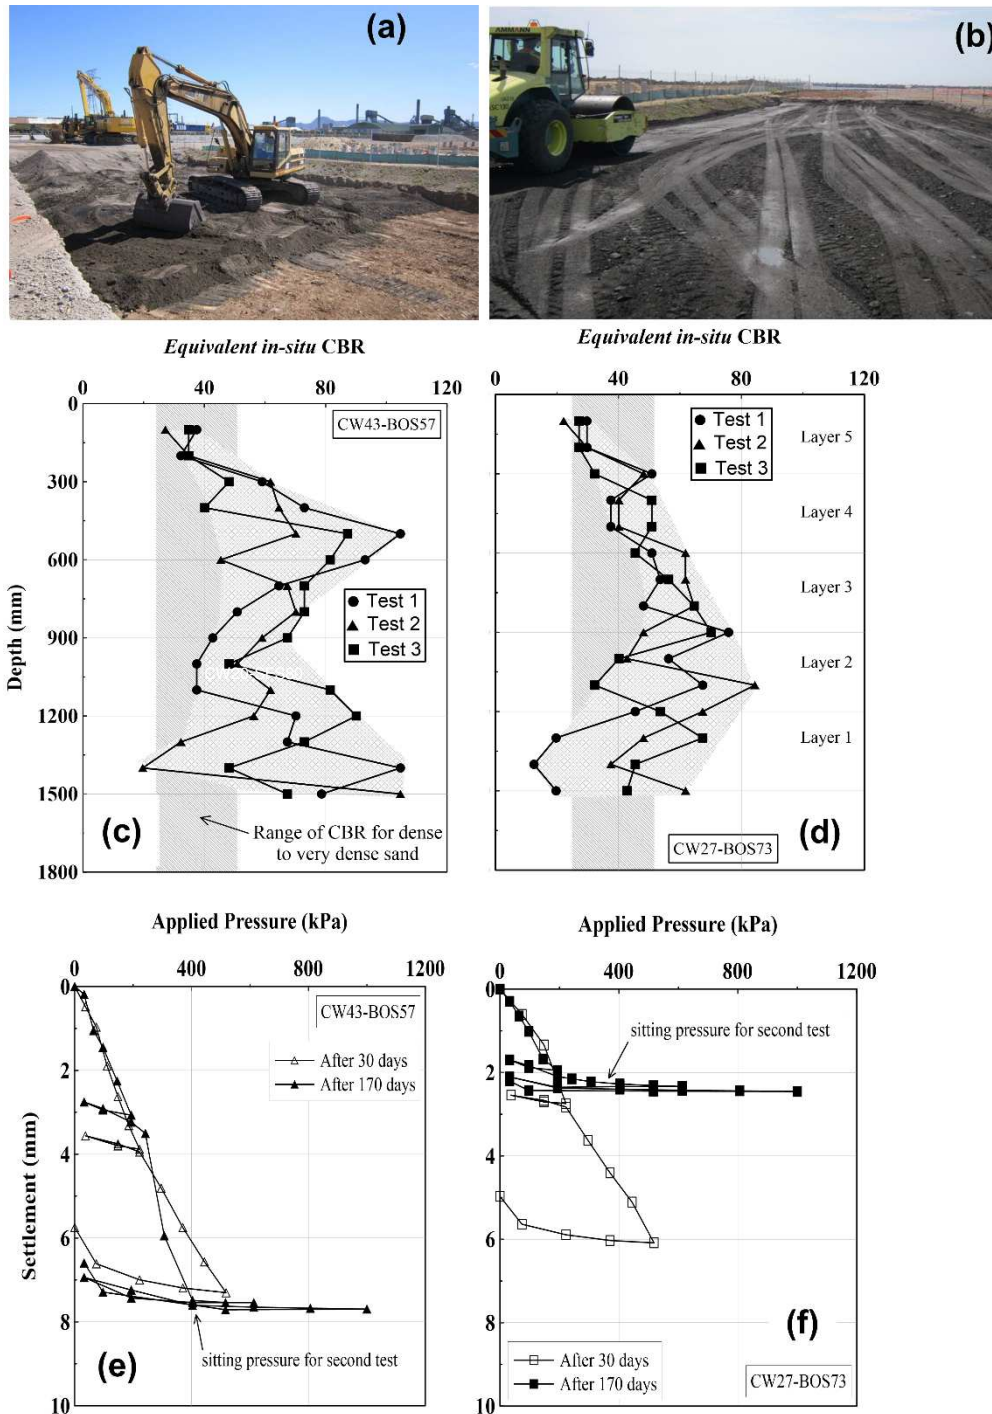 (a)
(b)
AMMANN
Equivalent in-situ CBR
0 40 80 120
Equivalent in-situ CBR
0 40 80 120
0
300
600
900
1200
1500
1800
Depth (mm)
CW43-BOS57
Test 1
Test 2
Test 3
Range of CBR for dense
to very dense sand
(c)
Test 1
Test 2
Test 3
Layer 5
Layer 4
Layer 3
Layer 2
Layer 1
(d)
CW27-BOS73
Applied Pressure (kPa)
0 400 800 1200
Applied Pressure (kPa)
0 400 800 1200
0
2
4
6
8
10
Settlement (mm)
CW43-BOS57
After 30 days
After 170 days
sitting pressure for second test
(e)
0
2
4
6
8
10
sitting pressure for second test
(f)
After 30 days
After 170 days
CW27-BOS73